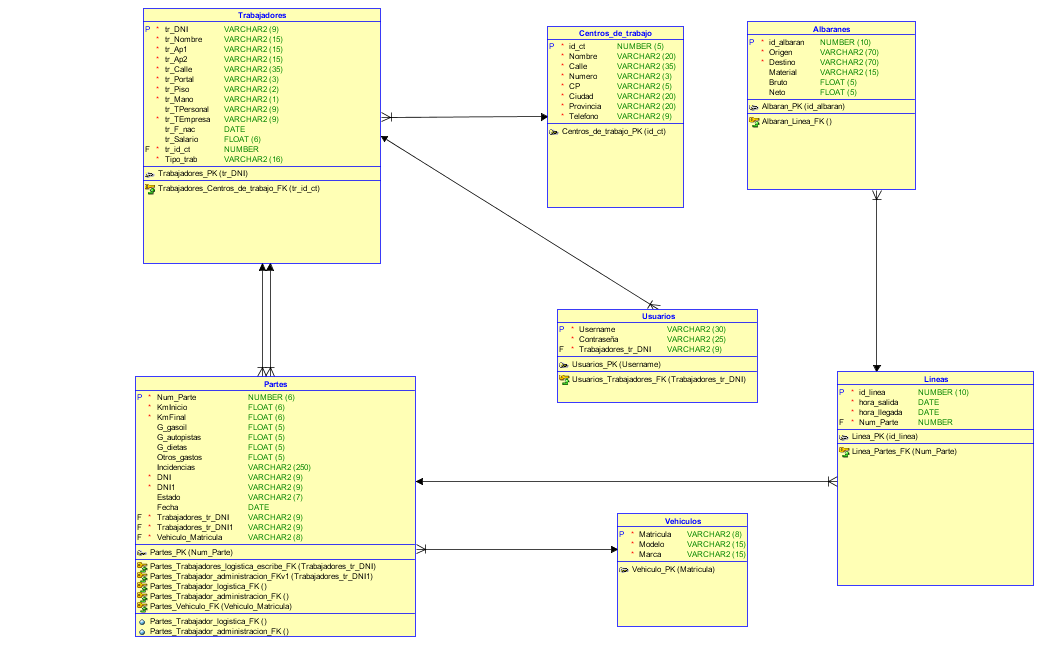 Trabajadores
P * tr_DNI VARCHAR2 (9)
* tr_Nombre VARCHAR2 (15)
* tr_Ap1 VARCHAR2 (15)
* tr_Ap2 VARCHAR2 (15)
* tr_Calle VARCHAR2 (35)
* tr_Portal VARCHAR2 (3)
* tr_Piso VARCHAR2 (2)
* tr_Mano VARCHAR2 (1)
tr_TPersonal VARCHAR2 (9)
* tr_TEmpresa VARCHAR2 (9)
tr_F_nac DATE
tr_Salario FLOAT (6)
F * tr_id_ct NUMBER
* Tipo_trab VARCHAR2 (16)
Trabajadores_PK (tr_DNI)
Trabajadores_Centros_de_trabajo_FK (tr_id_ct)
Centros_de_trabajo
P * id_ct NUMBER (5)
* Nombre VARCHAR2 (20)
* Calle VARCHAR2 (35)
* Numero VARCHAR2 (3)
* CP VARCHAR2 (5)
* Ciudad VARCHAR2 (20)
* Provincia VARCHAR2 (20)
* Telefono VARCHAR2 (9)
Centros_de_trabajo_PK (id_ct)
Albaranes
P * id_albaran NUMBER (10)
* Origen VARCHAR2 (70)
* Destino VARCHAR2 (70)
Material VARCHAR2 (15)
Bruto FLOAT (5)
Neto FLOAT (5)
Albaran_PK (id_albaran)
Albaran_Linea_FK ()
Usuarios
P * Username VARCHAR2 (30)
* Contraseña VARCHAR2 (25)
F * Trabajadores_tr_DNI VARCHAR2 (9)
Usuarios_PK (Username)
Usuarios_Trabajadores_FK (Trabajadores_tr_DNI)
Partes
P * Num_Parte NUMBER (6)
* KmInicio FLOAT (6)
* KmFinal FLOAT (6)
G_gasoil FLOAT (5)
G_autopistas FLOAT (5)
G_dietas FLOAT (5)
Otros_gastos FLOAT (5)
Incidencias VARCHAR2 (250)
* DNI VARCHAR2 (9)
* DNI1 VARCHAR2 (9)
Estado VARCHAR2 (7)
Fecha DATE
F * Trabajadores_tr_DNI VARCHAR2 (9)
F * Trabajadores_tr_DNI1 VARCHAR2 (9)
F * Vehiculo_Matricula VARCHAR2 (8)
Partes_PK (Num_Parte)
Partes_Trabajadores_logistica_escribe_FK (Trabajadores_tr_DNI)
Partes_Trabajador_administracion_FKv1 (Trabajadores_tr_DNI1)
Partes_Trabajador_logistica_FK ()
Partes_Trabajador_administracion_FK ()
Partes_Vehiculo_FK (Vehiculo_Matricula)
Partes_Trabajador_logistica_FK ()
Partes_Trabajador_administracion_FK ()
Lineas
P * id_linea NUMBER (10)
* hora_salida DATE
* hora_llegada DATE
F * Num_Parte NUMBER
Linea_PK (id_linea)
Linea_Partes_FK (Num_Parte)
Vehiculos
P * Matricula VARCHAR2 (8)
* Modelo VARCHAR2 (15)
* Marca VARCHAR2 (15)
Vehiculo_PK (Matricula)